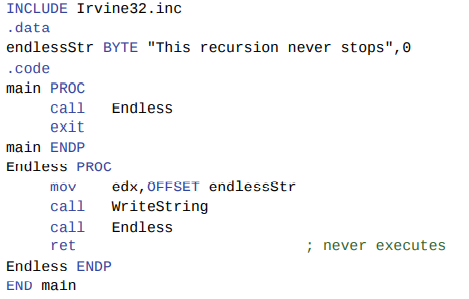 INCLUDE Irvine32.inc
.data
endlessStr BYTE "This recursion never stops",0
.code
main PROC
call Endless
exit
main ENDP
Endless PROC
mov edx,OFFSET endlessStr
call WriteString
call Endless
ret ; never executes
Endless ENDP
END main